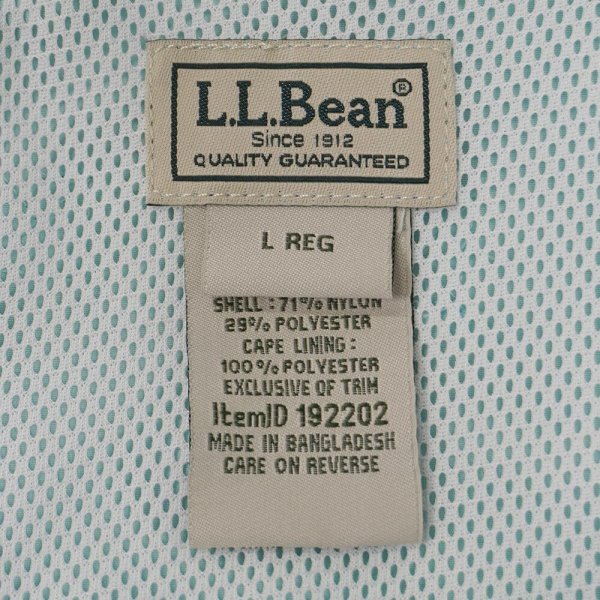 L.L.Bean®
Since 1912
QUALITY GUARANTEED
L REG
SHELL : 71% NYLON
29% POLYESTER
CAPE LINING :
100% POLYESTER
EXCLUSIVE OF TRIM
ItemID 192202
MADE IN BANGLADESH
CARE ON REVERSE